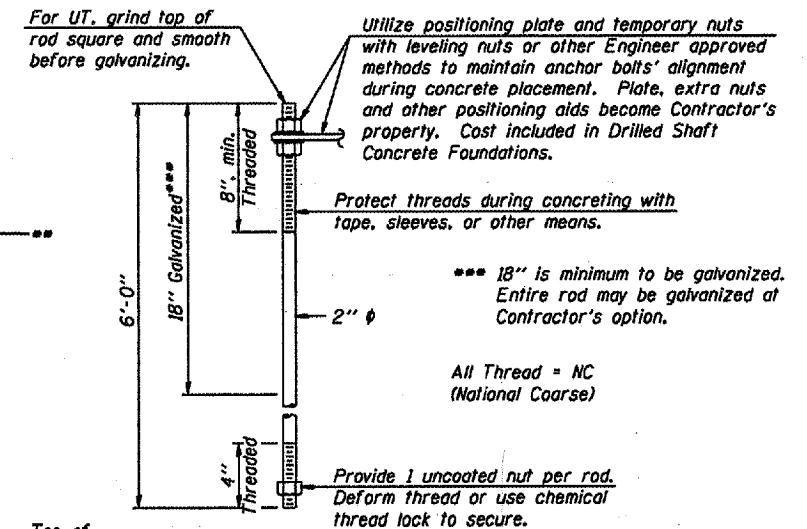 For UT, grind top of
rod square and smooth
before galvanizing.
Utilize positioning plate and temporary nuts
with leveling nuts or other Engineer approved
methods to maintain anchor bolts' alignment
during concrete placement. Plate, extra nuts
and other positioning aids become Contractor's
property. Cost included in Drilled Shaft
Concrete Foundations.
8", min.
Threaded
18" Galvanized***
6'-0"
**
Protect threads during concreting with
tape, sleeves, or other means.
*** 18" is minimum to be galvanized.
Entire rod may be galvanized at
Contractor's option.
2" φ
All Thread = NC
(National Coarse)
4"
Threaded
Provide 1 uncoated nut per rod.
Deform thread or use chemical
thread lock to secure.
Top of